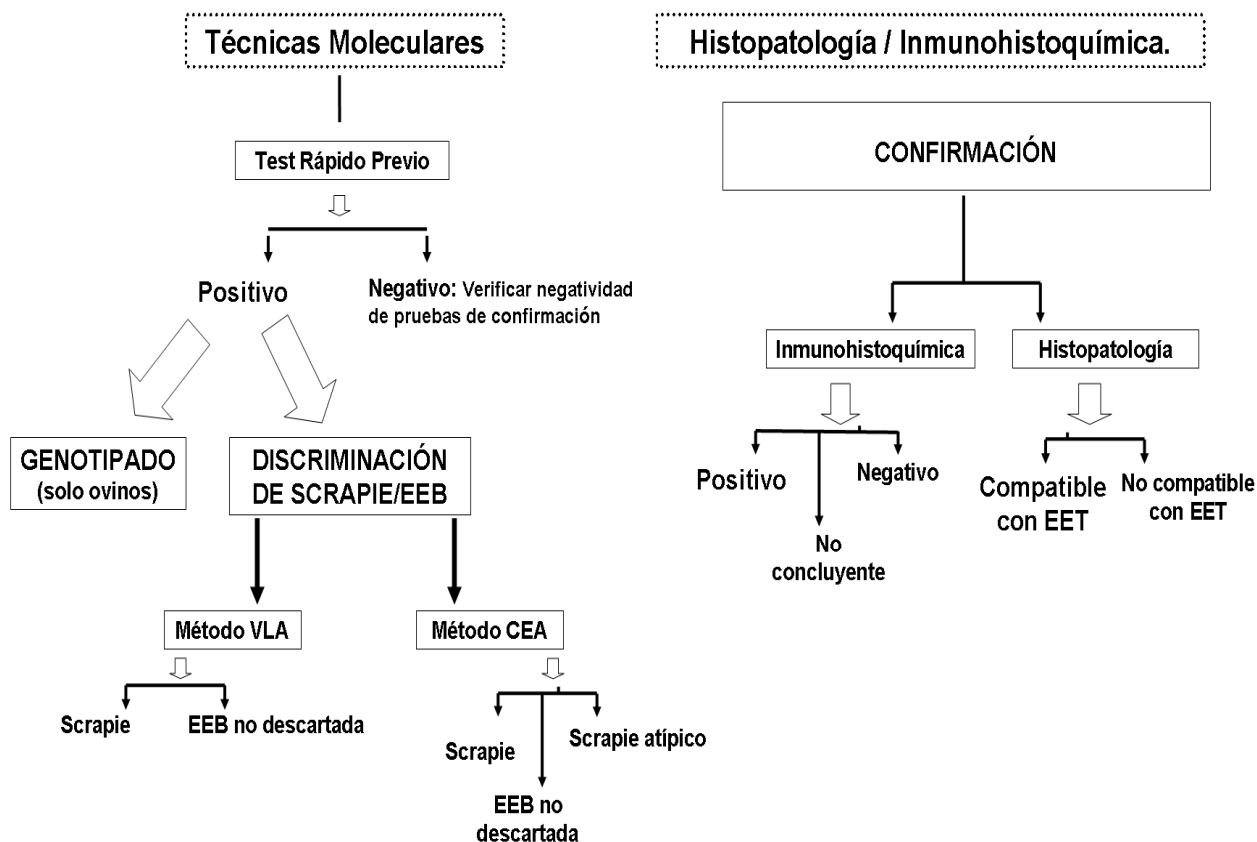 Técnicas Moleculares
Test Rápido Previo
Positivo
Negativo: Verificar negatividad
de pruebas de confirmación
GENOTIPADO
(solo ovinos)
DISCRIMINACIÓN
DE SCRAPIE/EEB
Método VLA
Método CEA
Scrapie
EEB no descartada
Scrapie
Scrapie atípico
EEB no
descartada
Histopatología / Inmunohistoquímica.
CONFIRMACIÓN
Inmunohistoquímica
Histopatología
Positivo
Negativo
No
concluyente
Compatible
con EET
No compatible
con EET